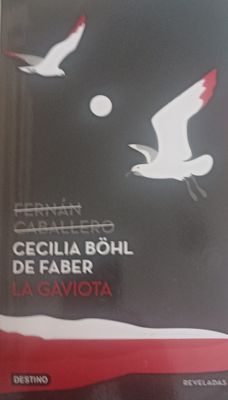 FERNÁN
CABALLERO
CECILIA BÖHL
DE FABER
LA GAVIOTA
DESTINO
REVELADAS